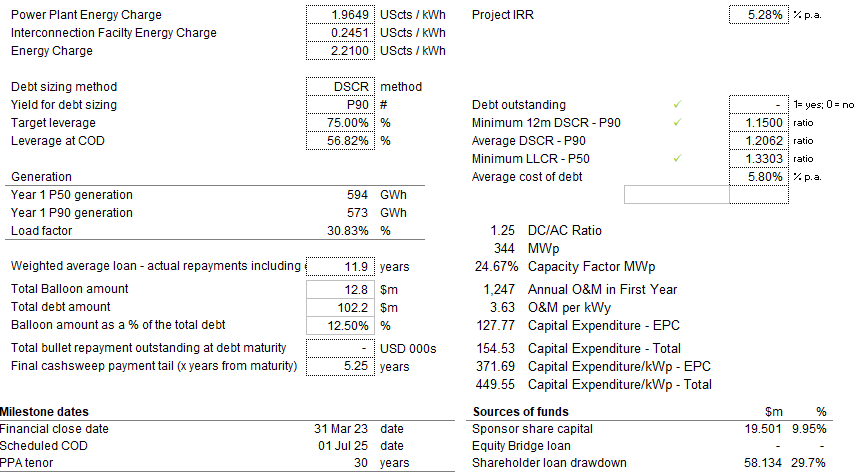 Power Plant Energy Charge 1.9649 UScts / kWh Project IRR 5.28% % p.a.
Interconnection Facilty Energy Charge 0.2451 UScts / kWh
Energy Charge 2.2100 UScts / kWh
Debt sizing method DSCR method
Yield for debt sizing P90 # Debt outstanding ✓ - 1= yes; 0 = no
Target leverage 75.00% % Minimum 12m DSCR - P90 ✓ 1.1500 ratio
Leverage at COD 56.82% % Average DSCR - P90 1.2062 ratio
Minimum LLCR - P50 ✓ 1.3303 ratio
Generation Average cost of debt 5.80% % p.a.
Year 1 P50 generation 594 GWh
Year 1 P90 generation 573 GWh
Load factor 30.83% % 1.25 DC/AC Ratio
344 MWp
Weighted average loan - actual repayments including 11.9 years 24.67% Capacity Factor MWp
Total Balloon amount 12.8 $m 1,247 Annual O&M in First Year
Total debt amount 102.2 $m 3.63 O&M per kWy
Balloon amount as a % of the total debt 12.50% % 127.77 Capital Expenditure - EPC
Total bullet repayment outstanding at debt maturity - USD 000s 154.53 Capital Expenditure - Total
Final cashsweep payment tail (x years from maturity) 5.25 years 371.69 Capital Expenditure/kWp - EPC
449.55 Capital Expenditure/kWp - Total
Milestone dates Sources of funds $m %
Financial close date 31 Mar 23 date Sponsor share capital 19.501 9.95%
Scheduled COD 01 Jul 25 date Equity Bridge loan - -
PPA tenor 30 years Shareholder loan drawdown 58.134 29.7%